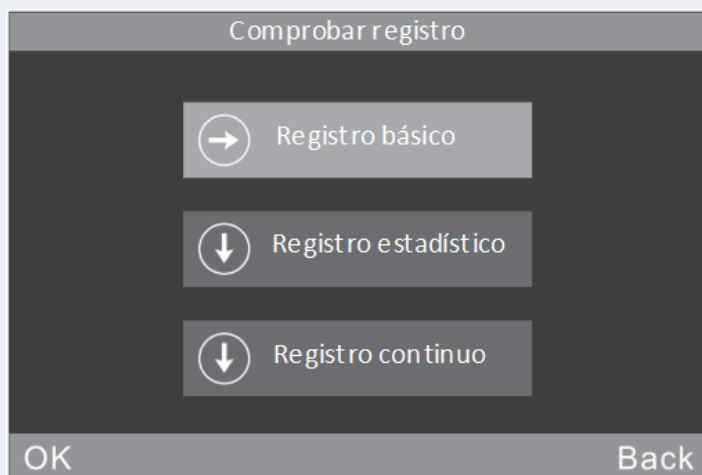 Comprobar registro
Registro básico
Registro estadístico
Registro continuo
OK Back